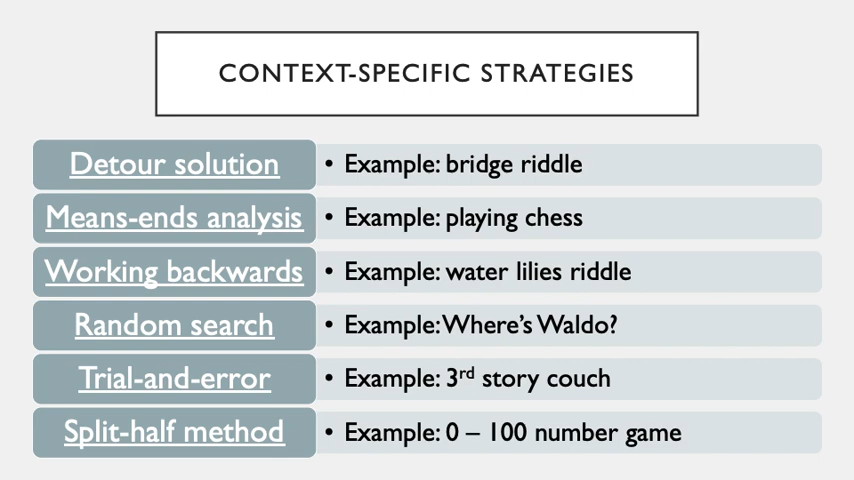 CONTEXT-SPECIFIC STRATEGIES
Detour solution • Example: bridge riddle
Means-ends analysis • Example: playing chess
Working backwards • Example: water lilies riddle
Random search • Example: Where's Waldo?
Trial-and-error • Example: 3rd story couch
Split-half method • Example: 0 – 100 number game